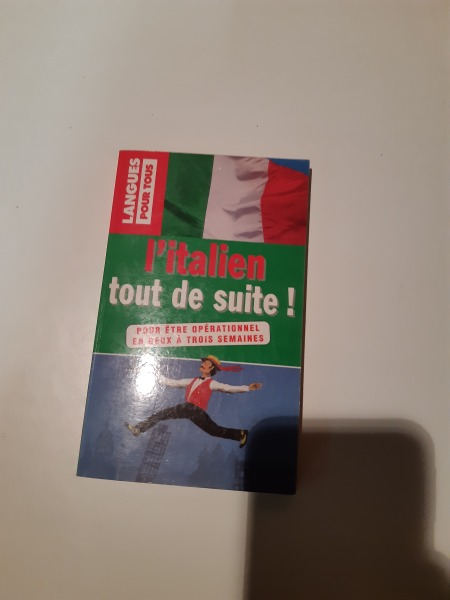 LANGUES
POUR TOUS
l'italien
tout de suite !
POUR ÊTRE OPÉRATIONNEL
EN DEUX À TROIS SEMAINES